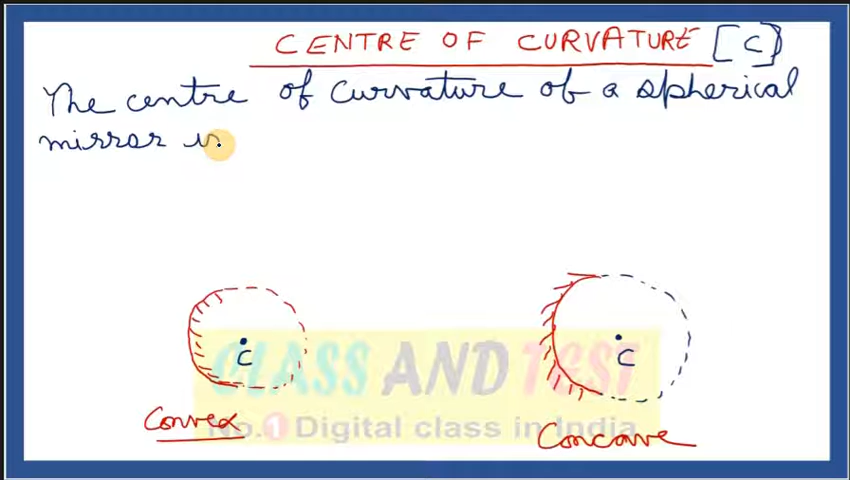 CENTRE OF CURVATURE [C]
The centre of curvature of a spherical
mirror is
C
C
CLASS AND TEST
Convex
No.1 Digital class in India
Concave